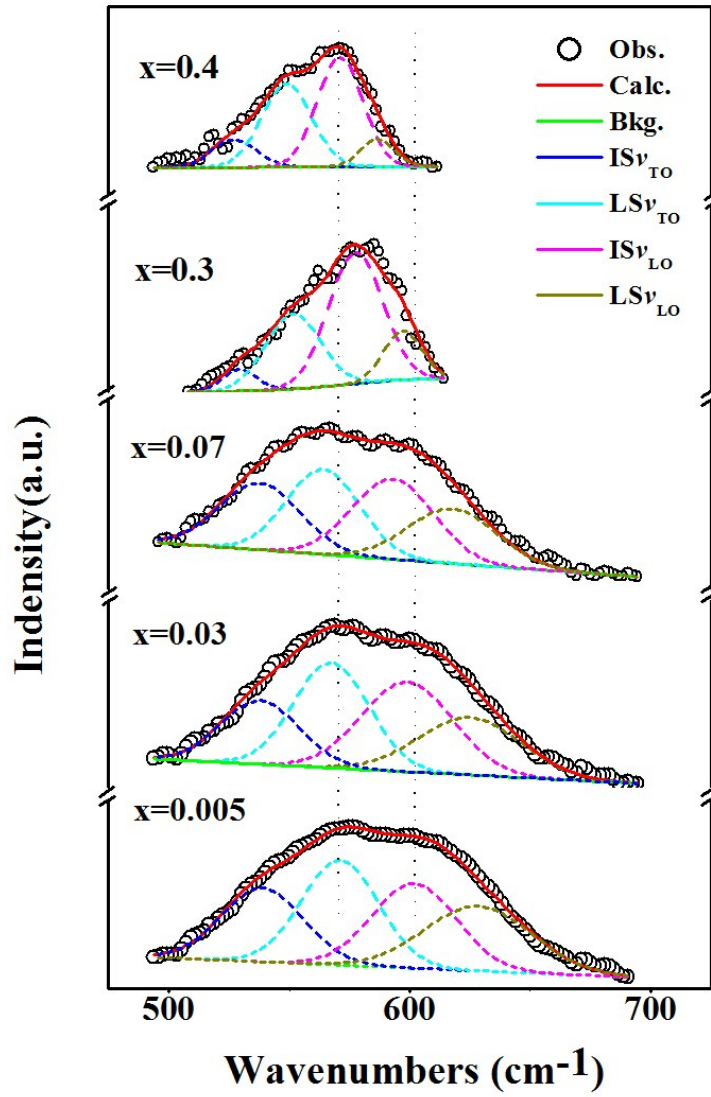 x=0.4
Obs.
Calc.
Bkg.
ISνTO
LSνTO
x=0.3
ISνLO
LSνLO
x=0.07
x=0.03
x=0.005
Indensity(a.u.)
500 600 700
Wavenumbers (cm-1)